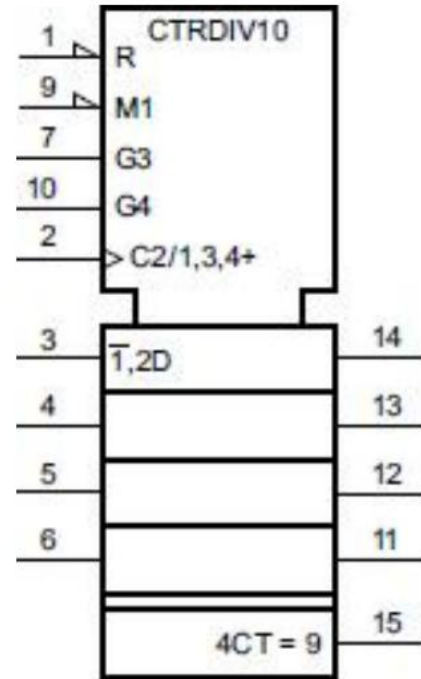 CTRDIV10
1 R
9 M1
7 G3
10 G4
2 C2/1,3,4+
3 1̅,2D 14
4 13
5 12
6 11
4CT = 9 15